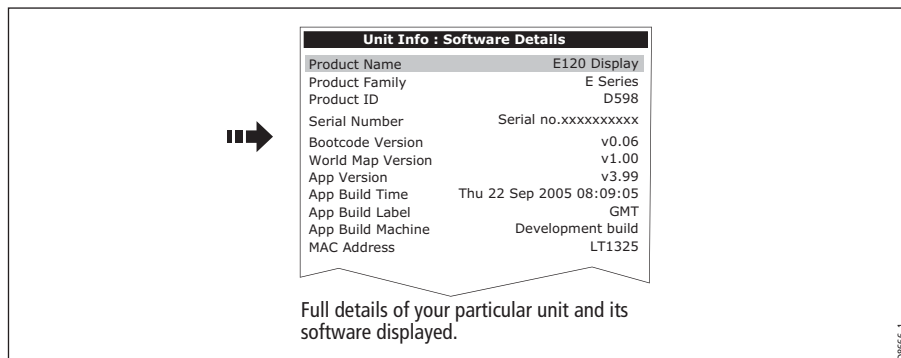 Unit Info : Software Details
Product Name E120 Display
Product Family E Series
Product ID D598
Serial Number Serial no.xxxxxxxxxx
Bootcode Version v0.06
World Map Version v1.00
App Version v3.99
App Build Time Thu 22 Sep 2005 08:09:05
App Build Label GMT
App Build Machine Development build
MAC Address LT1325
Full details of your particular unit and its
software displayed.